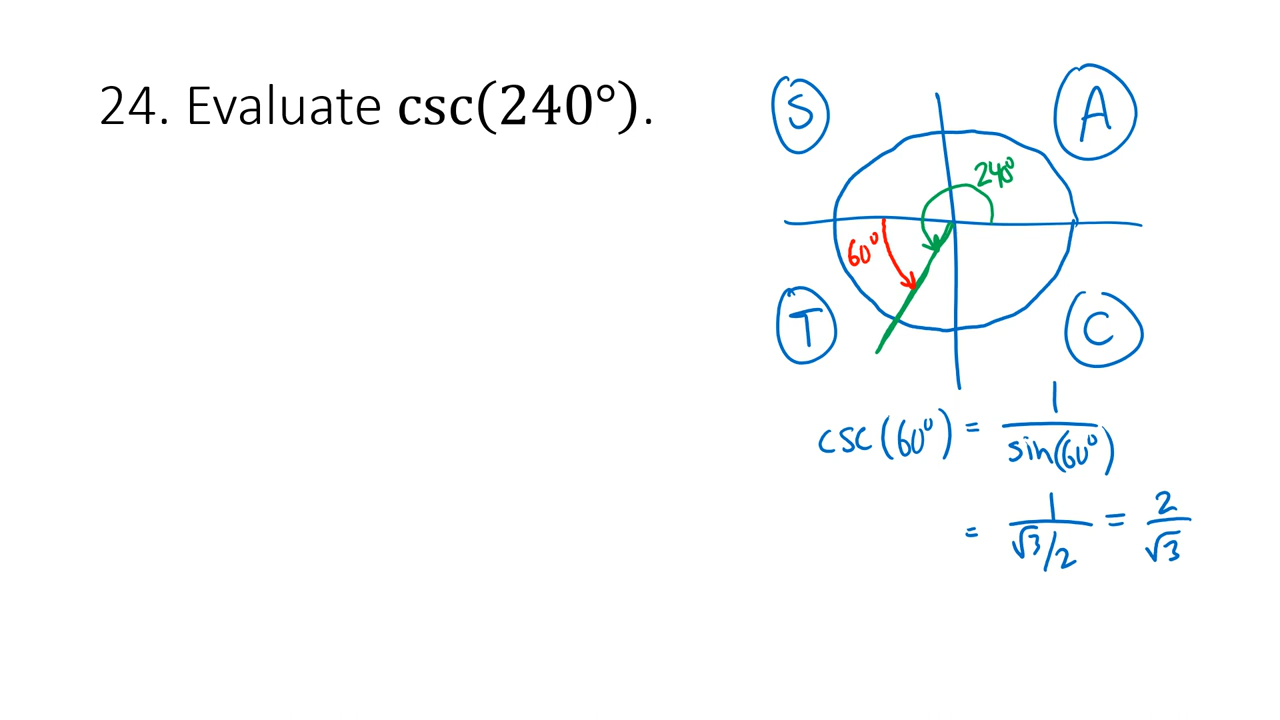 24. Evaluate csc(240°).
S
A
240°
60°
T
C
csc(60°) = 1/sin(60°)
= 1/(√3/2) = 2/√3